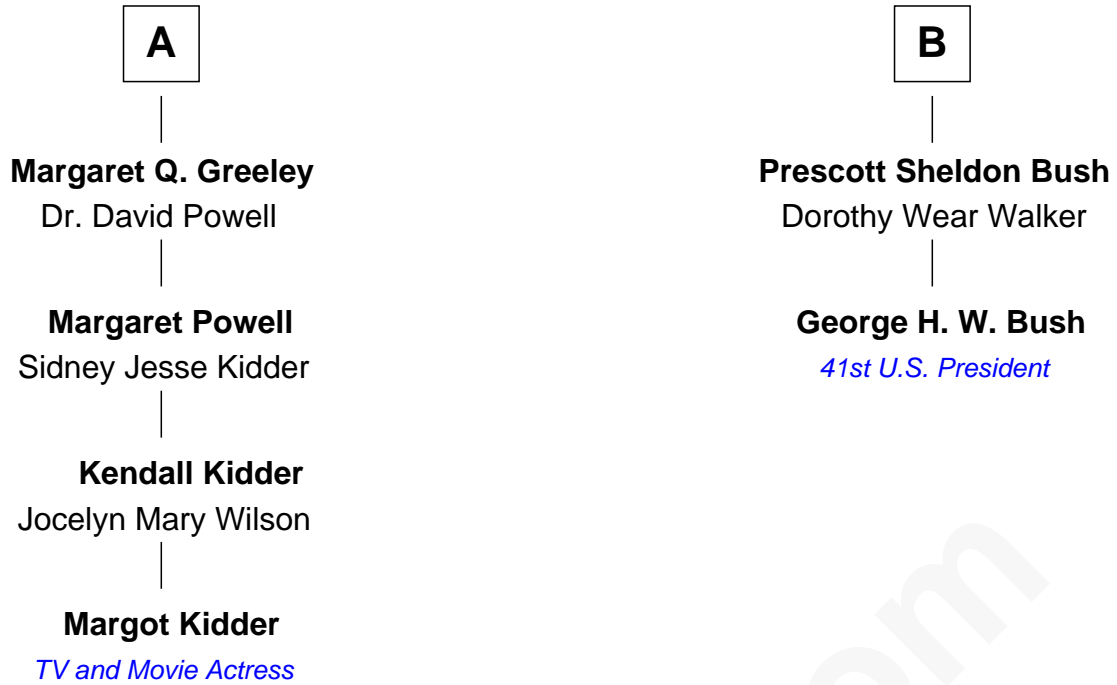 A
Margaret Q. Greeley
Dr. David Powell
Margaret Powell
Sidney Jesse Kidder
Kendall Kidder
Jocelyn Mary Wilson
Margot Kidder
TV and Movie Actress
B
Prescott Sheldon Bush
Dorothy Wear Walker
George H. W. Bush
41st U.S. President
om